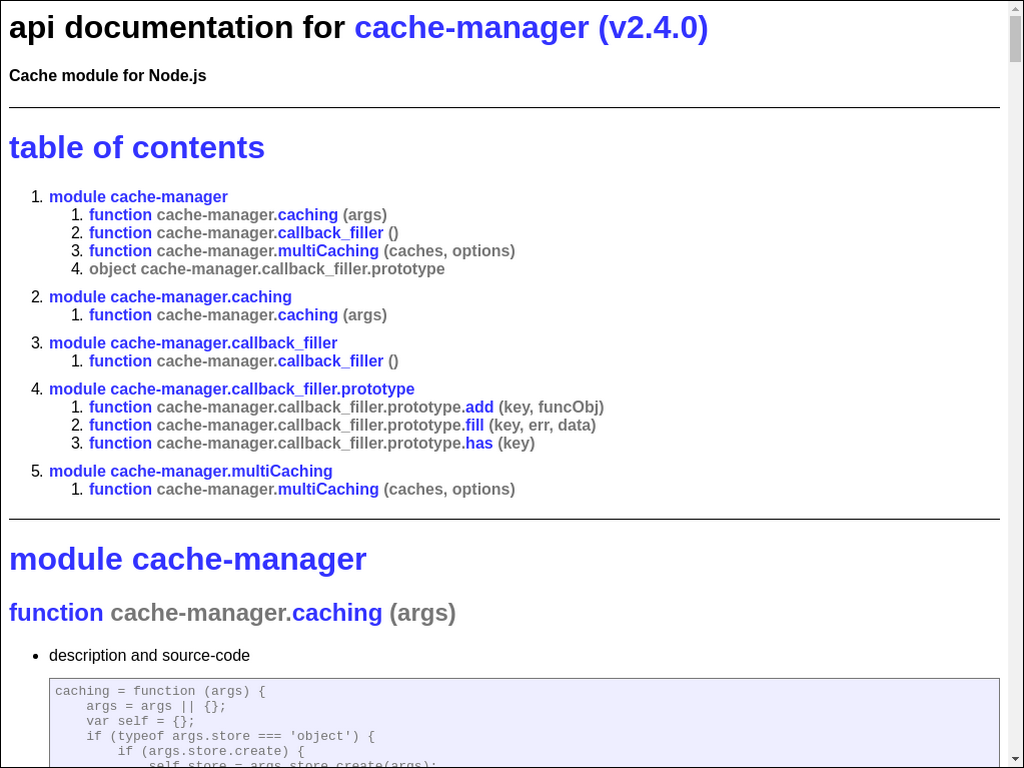 api documentation for cache-manager (v2.4.0)
Cache module for Node.js
table of contents
1. module cache-manager
1. function cache-manager.caching (args)
2. function cache-manager.callback_filler ()
3. function cache-manager.multiCaching (caches, options)
4. object cache-manager.callback_filler.prototype
2. module cache-manager.caching
1. function cache-manager.caching (args)
3. module cache-manager.callback_filler
1. function cache-manager.callback_filler ()
4. module cache-manager.callback_filler.prototype
1. function cache-manager.callback_filler.prototype.add (key, funcObj)
2. function cache-manager.callback_filler.prototype.fill (key, err, data)
3. function cache-manager.callback_filler.prototype.has (key)
5. module cache-manager.multiCaching
1. function cache-manager.multiCaching (caches, options)
module cache-manager
function cache-manager.caching (args)
• description and source-code
caching = function (args) {
    args = args || {};
    var self = {};
    if (typeof args.store === 'object') {
        if (args.store.create) {
            self.store = args.store.create(args);